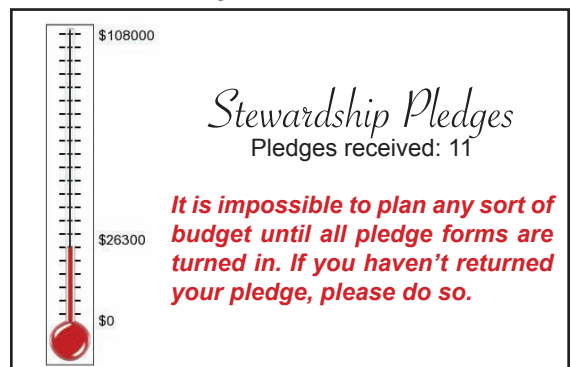 $108000
Stewardship Pledges
Pledges received: 11
It is impossible to plan any sort of
budget until all pledge forms are
turned in. If you haven't returned
your pledge, please do so.
$26300
$0